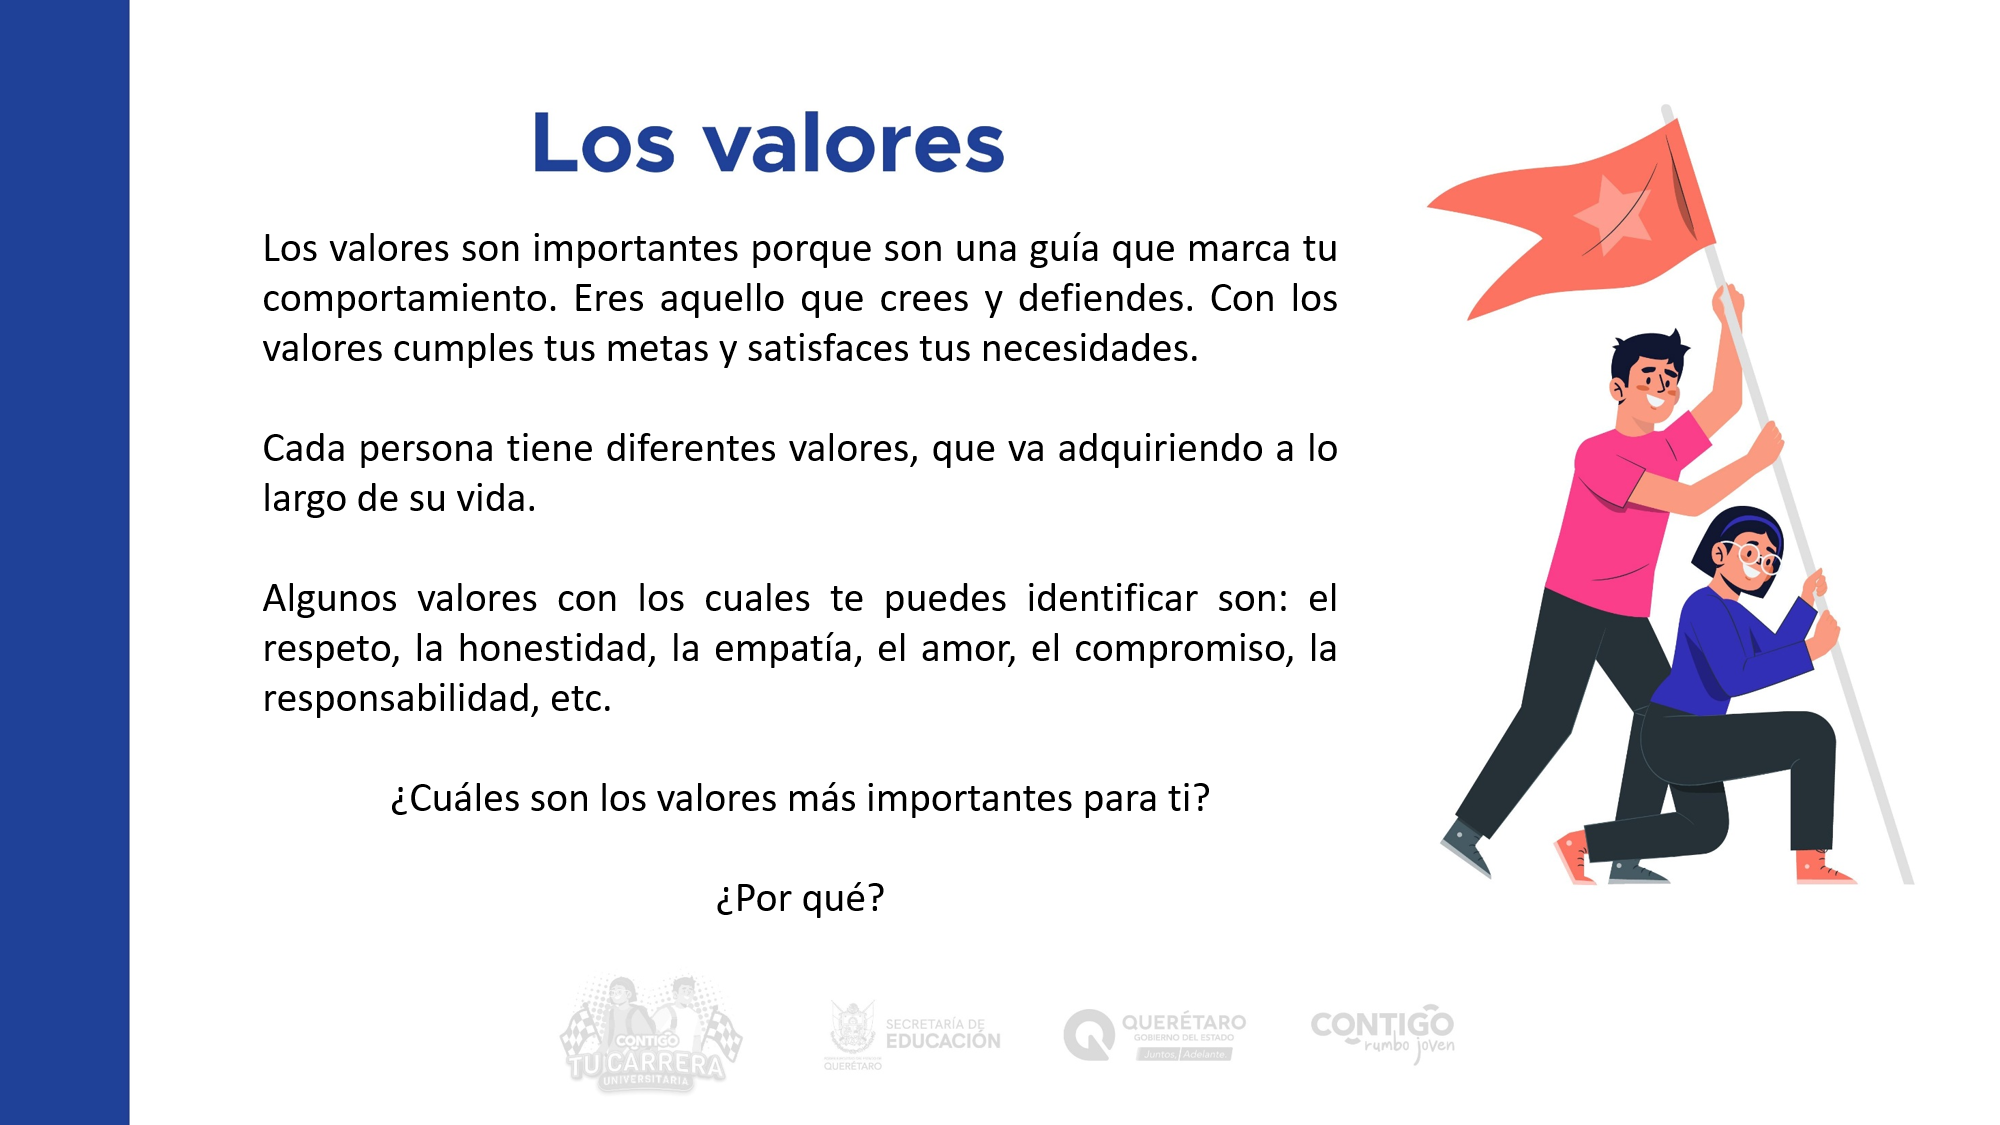 Los valores
Los valores son importantes porque son una guía que marca tu
comportamiento. Eres aquello que crees y defiendes. Con los
valores cumples tus metas y satisfaces tus necesidades.
Cada persona tiene diferentes valores, que va adquiriendo a lo
largo de su vida.
Algunos valores con los cuales te puedes identificar son: el
respeto, la honestidad, la empatía, el amor, el compromiso, la
responsabilidad, etc.
¿Cuáles son los valores más importantes para ti?
¿Por qué?
CONTIGO
TU CARRERA
UNIVERSITARIA
SECRETARÍA DE
EDUCACIÓN
QUERÉTARO
QUERÉTARO
GOBIERNO DEL ESTADO
Juntos, Adelante.
CONTIGO
rumbo joven